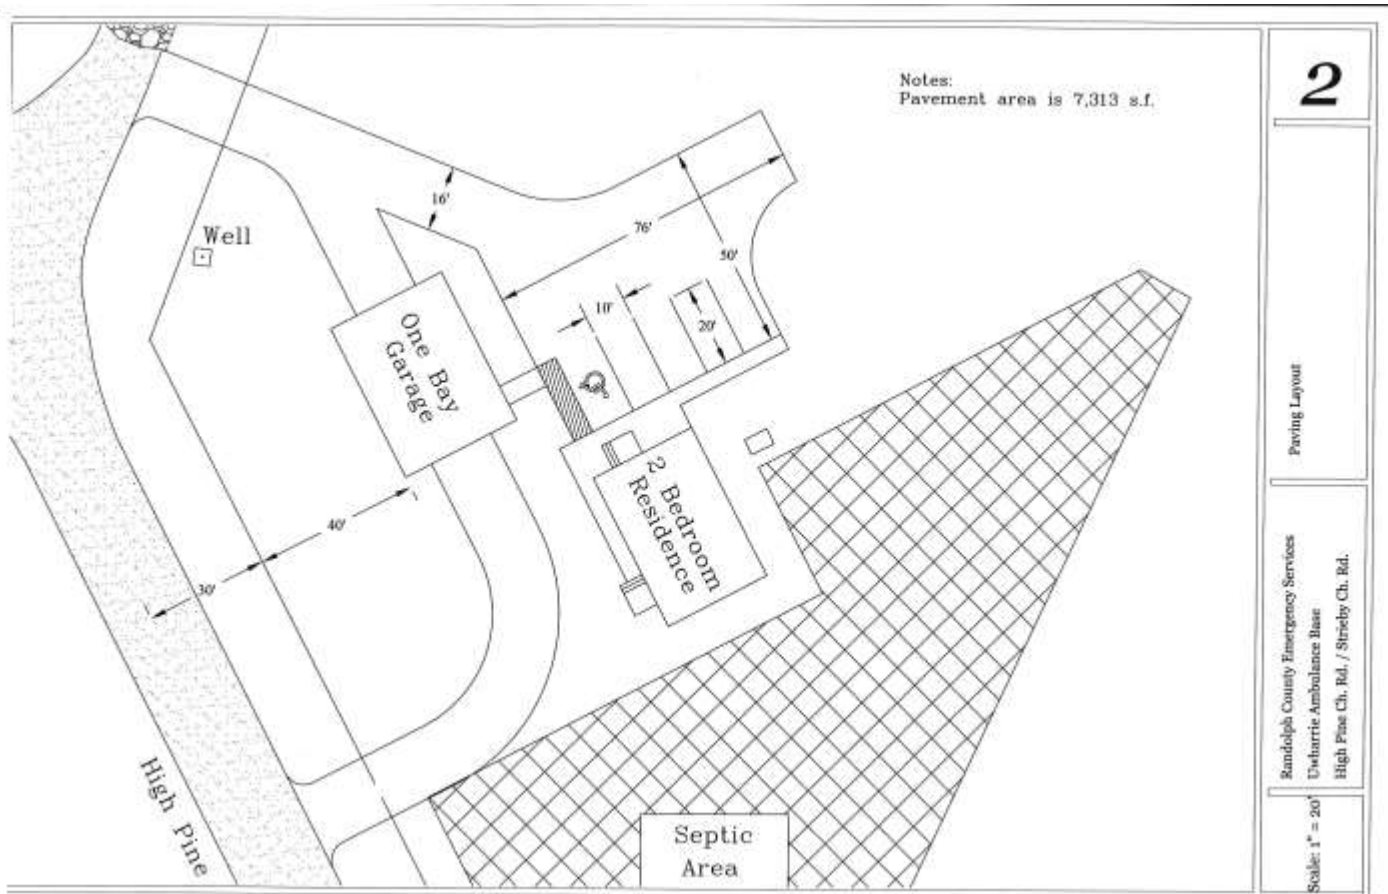 Notes:
Pavement area is 7,313 s.f.
2
16'
76'
50'
Well
10'
20'
One Bay
Garage
2 Bedroom
Residence
40'
30'
High Pine
Septic
Area
Paving Layout
Randolph County Emergency Services
Uwharrie Ambulance Base
High Pine Ch. Rd. / Strieby Ch. Rd.
Scale: 1" = 20'